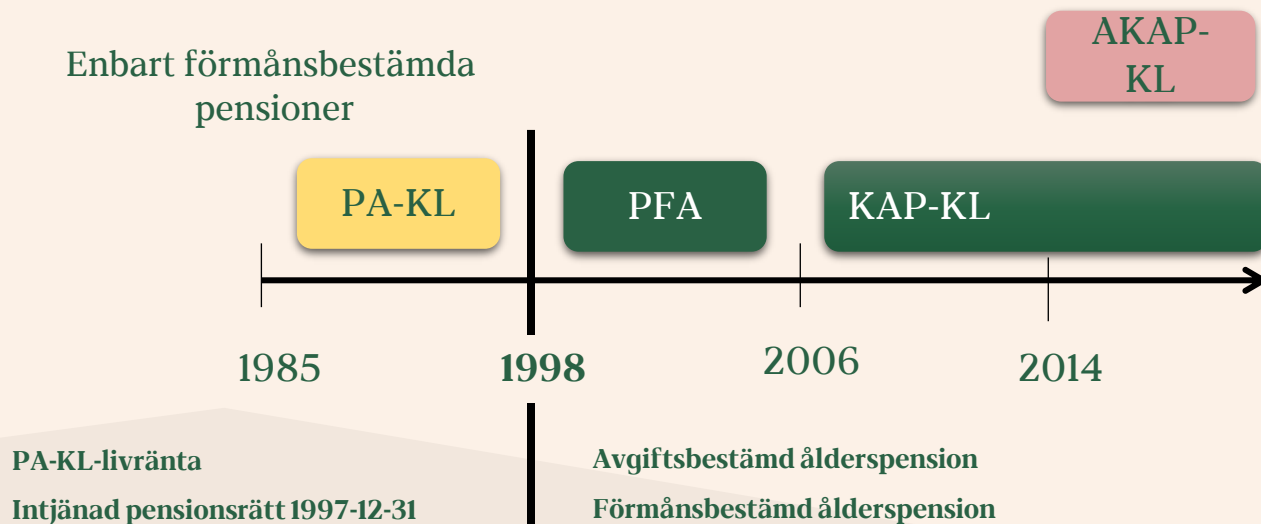 Enbart förmånsbestämda
pensioner
AKAP-
KL
PA-KL
PFA
KAP-KL
1985
1998
2006
2014
PA-KL-livränta
Intjänad pensionsrätt 1997-12-31
Avgiftsbestämd ålderspension
Förmånsbestämd ålderspension